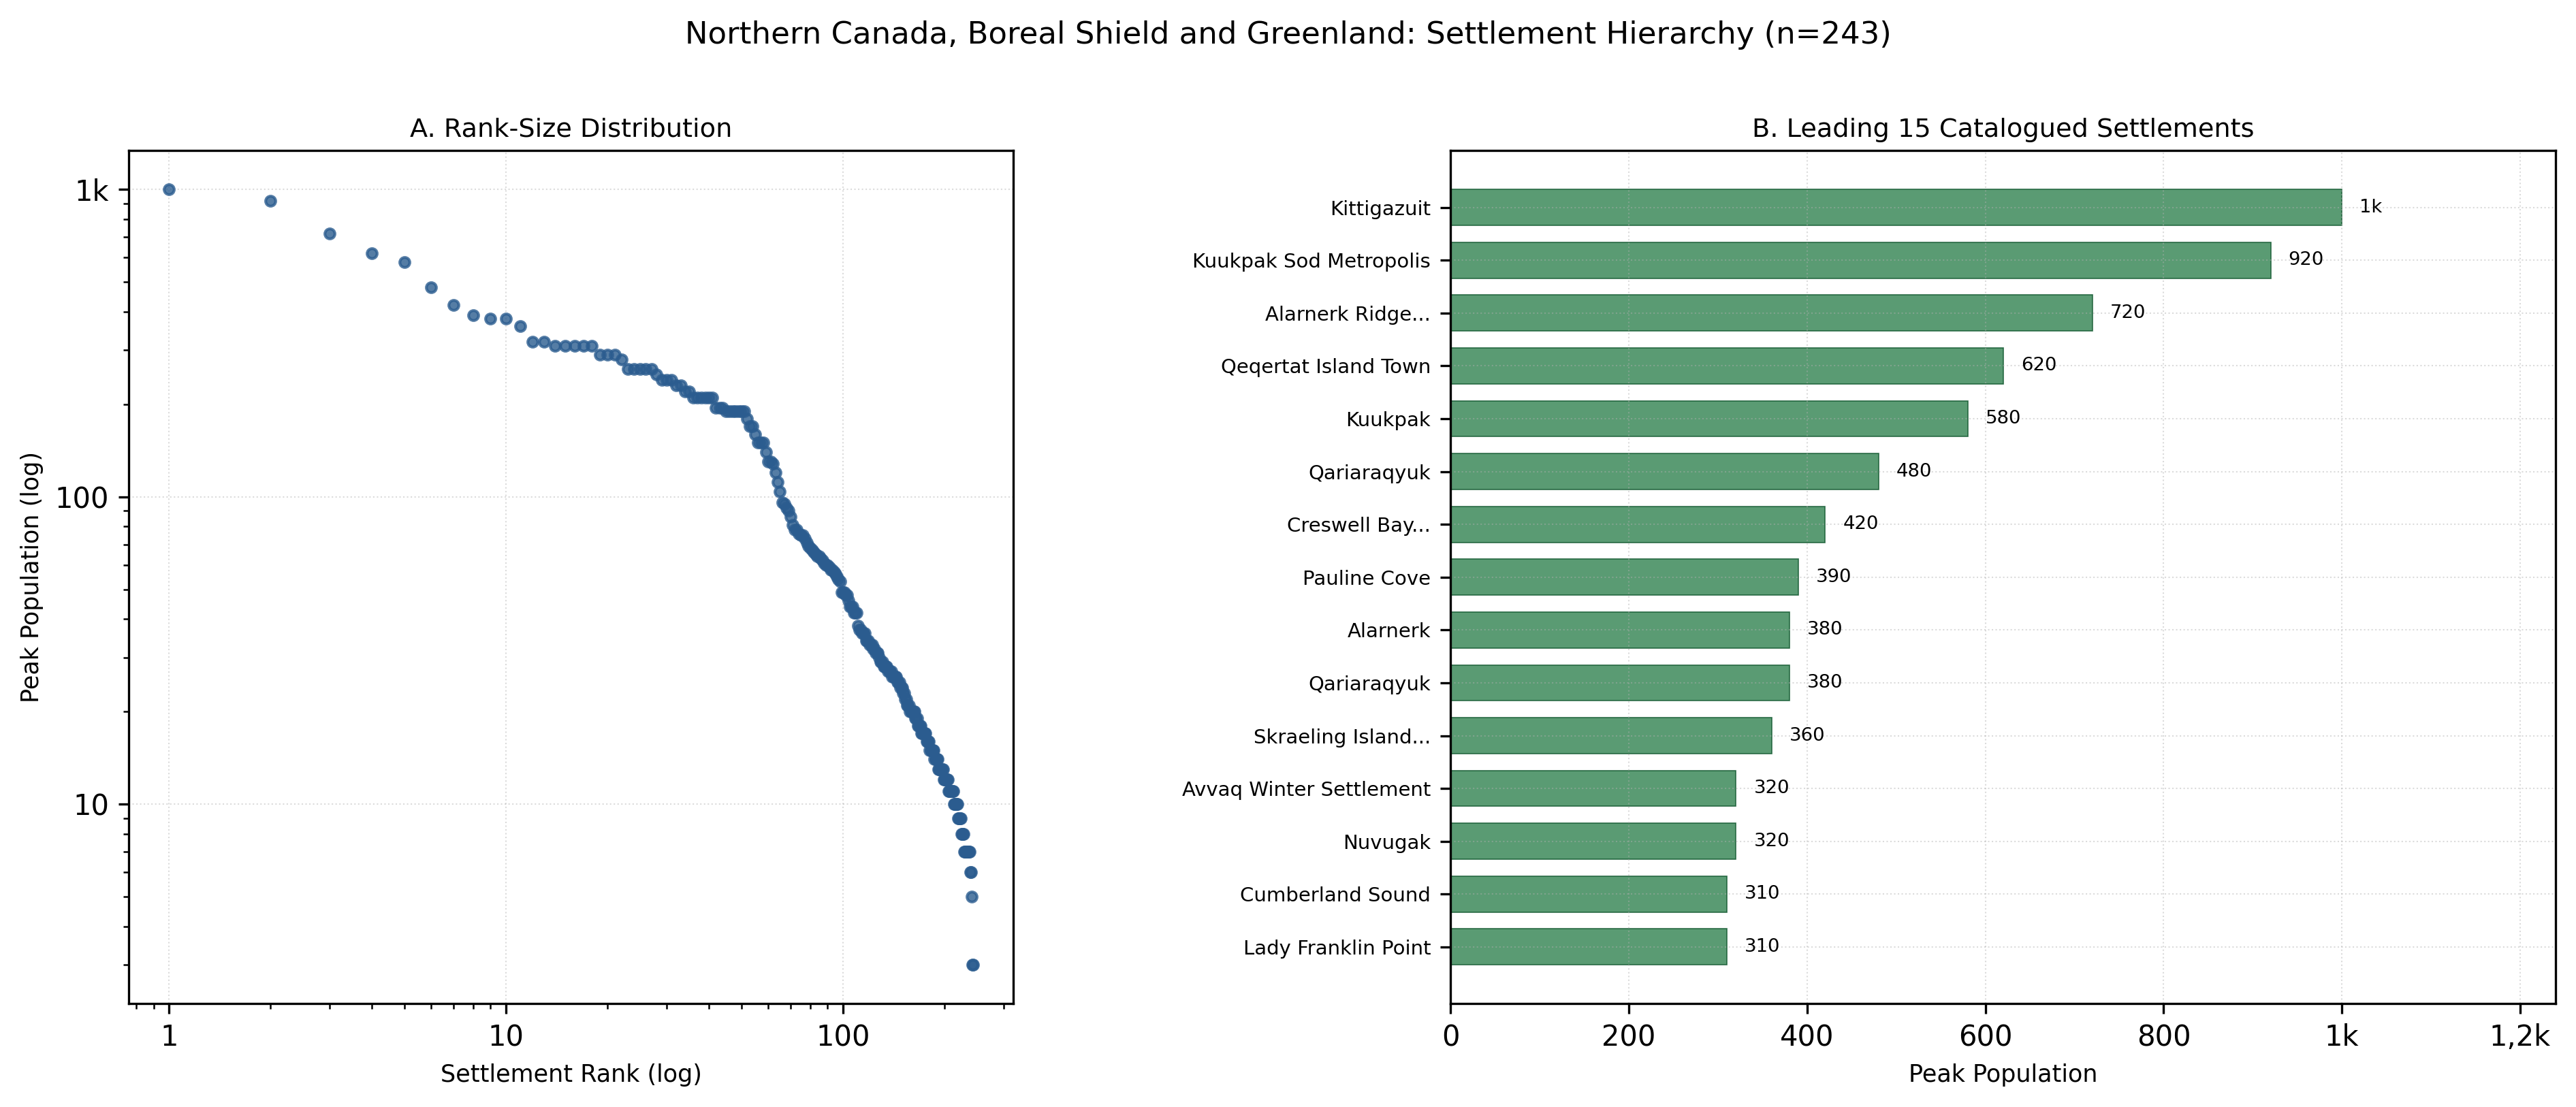 Northern Canada, Boreal Shield and Greenland: Settlement Hierarchy (n=243)
A. Rank-Size Distribution
1k
100
10
Peak Population (log)
1
10
100
Settlement Rank (log)
B. Leading 15 Catalogued Settlements
Kittigazuit 1k
Kuukpak Sod Metropolis 920
Alarnerk Ridge... 720
Qeqertat Island Town 620
Kuukpak 580
Qariaraqyuk 480
Creswell Bay... 420
Pauline Cove 390
Alarnerk 380
Qariaraqyuk 380
Skraeling Island... 360
Avvaq Winter Settlement 320
Nuvugak 320
Cumberland Sound 310
Lady Franklin Point 310
0 200 400 600 800 1k 1,2k
Peak Population